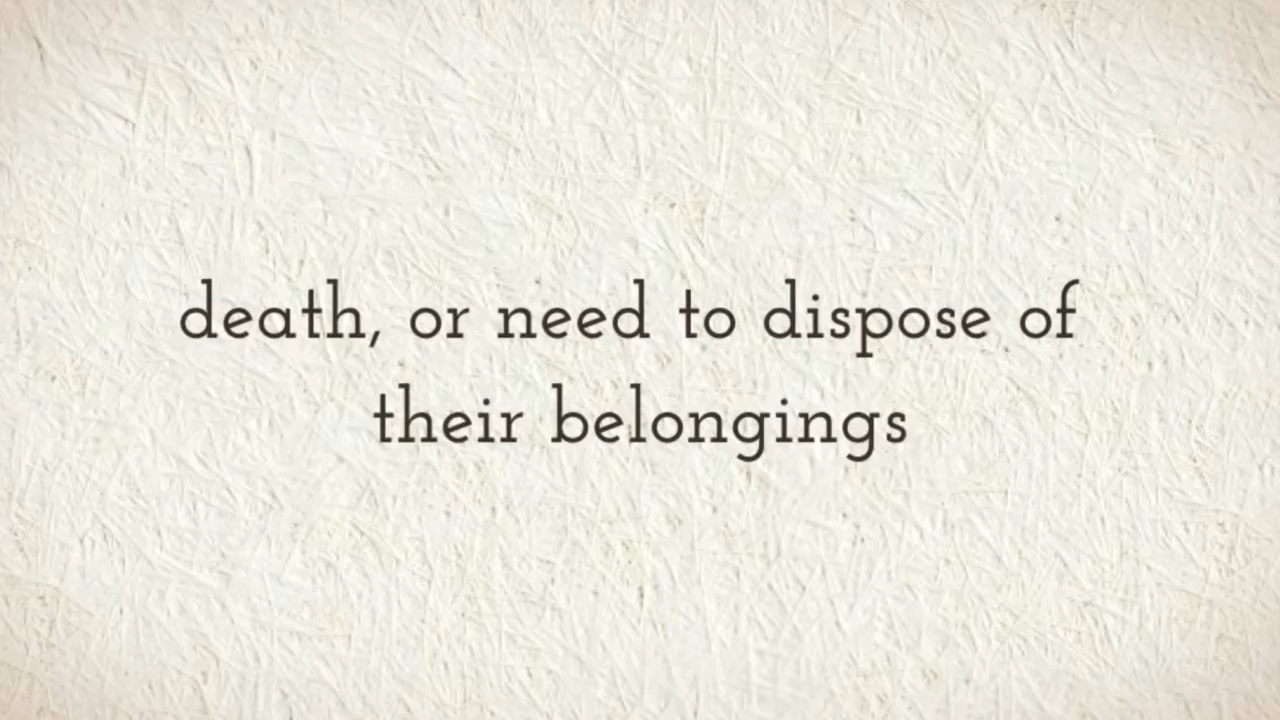 death, or need to dispose of
their belongings